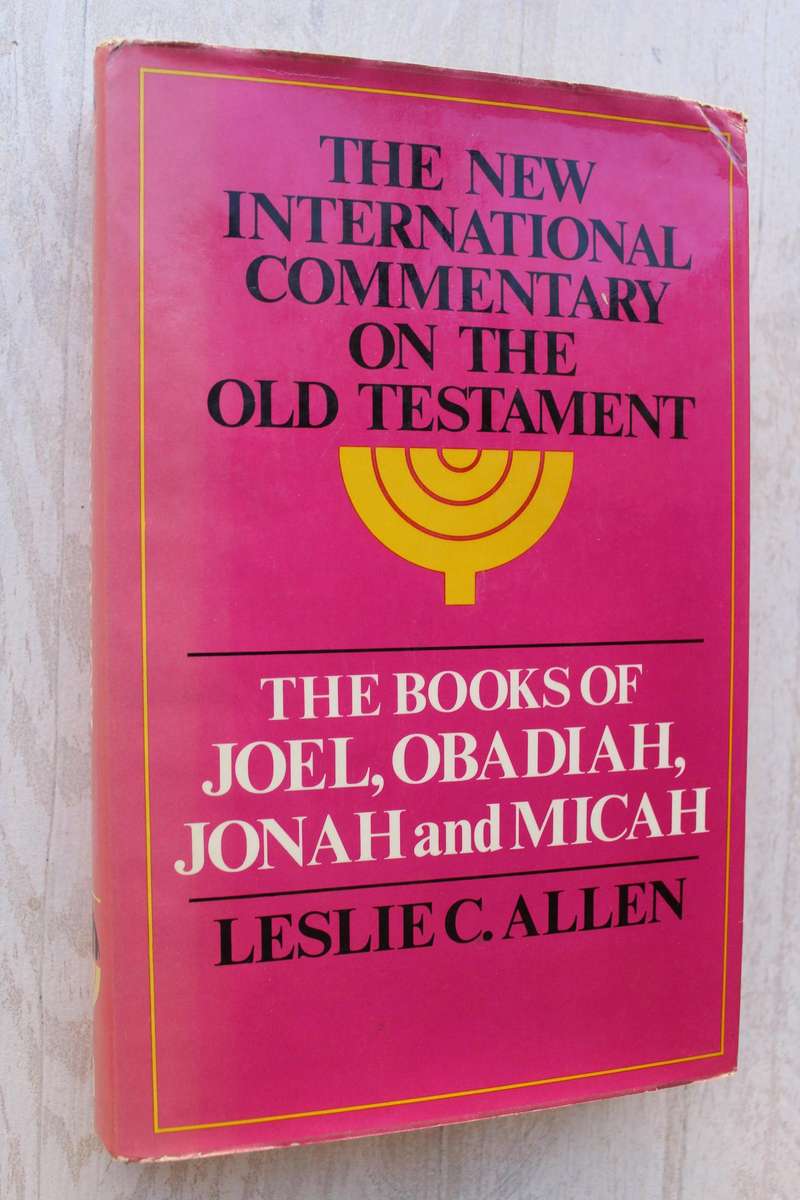 THE NEW
INTERNATIONAL
COMMENTARY
ON THE
OLD TESTAMENT
THE BOOKS OF
JOEL, OBADIAH,
JONAH and MICAH
LESLIE C. ALLEN